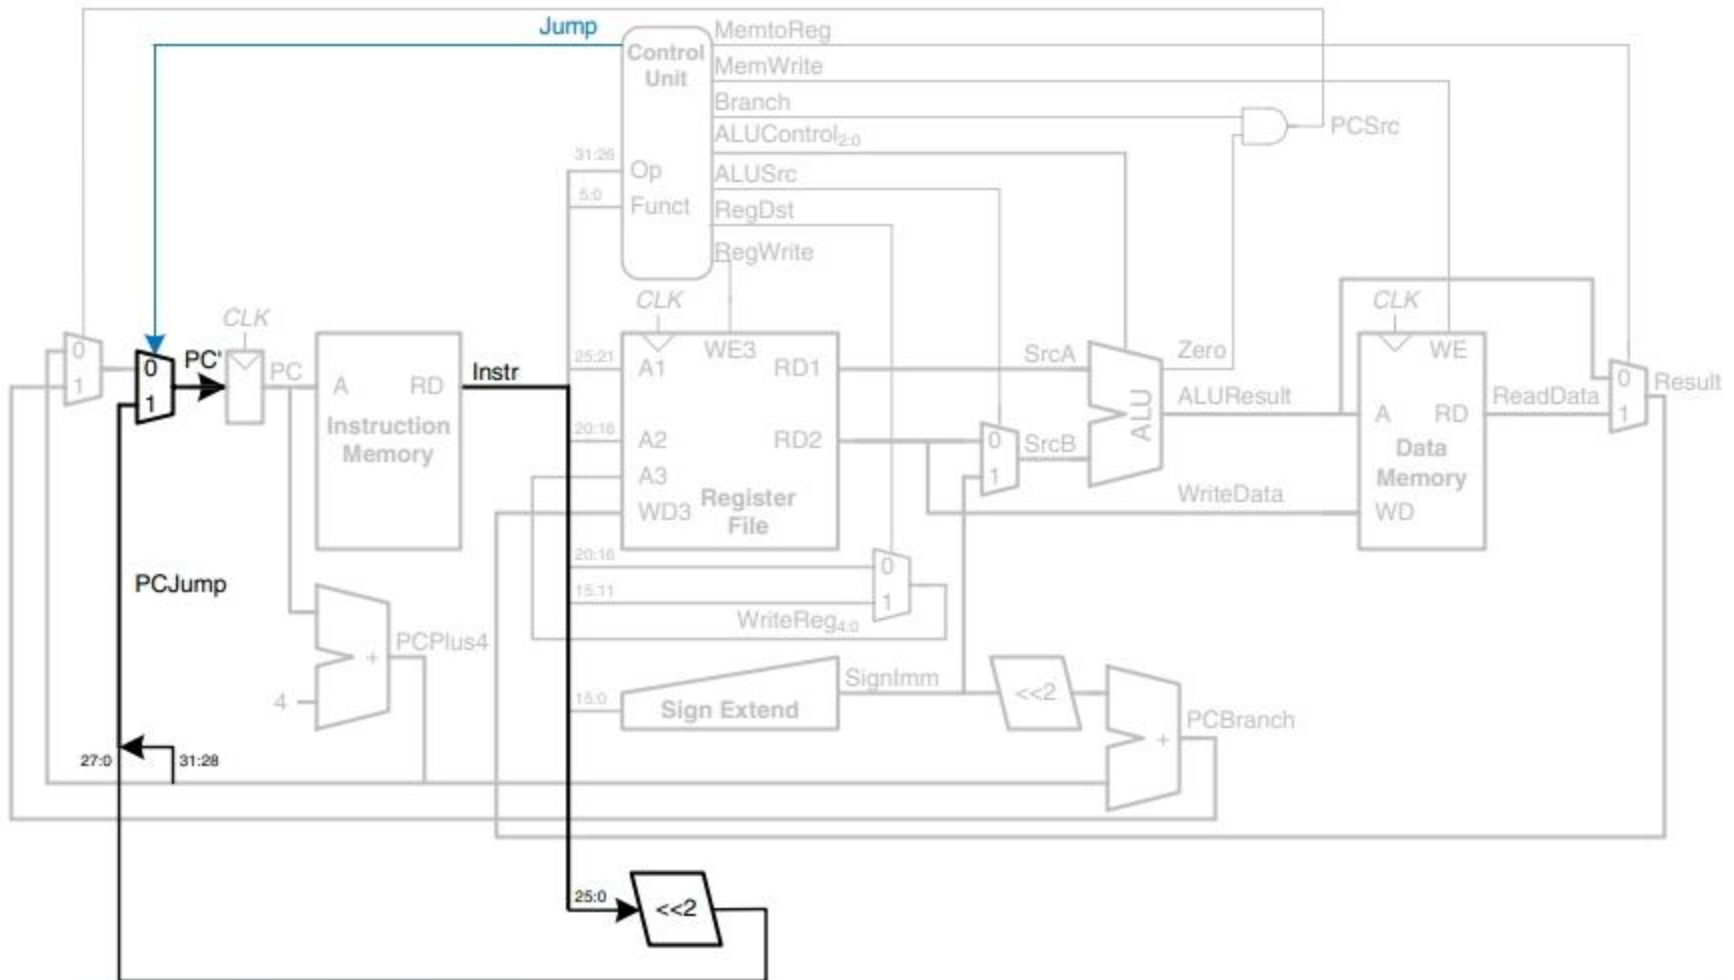 Jump
MemtoReg
Control
Unit
MemWrite
Branch
ALUControl2:0
PCSrc
31:26
Op
ALUSrc
5:0
Funct
RegDst
RegWrite
CLK
CLK
CLK
0
1
0
1
PC'
PC
A
RD
Instruction
Memory
Instr
25:21
A1
WE3
RD1
SrcA
Zero
ALUResult
ALU
WE
A
RD
ReadData
0
1
Result
20:16
A2
RD2
0
1
SrcB
A3
WD3
Register
File
Data
Memory
WriteData
WD
20:16
0
15:11
1
WriteReg4:0
PCJump
PCPlus4
+
4
15:0
Sign Extend
SignImm
<<2
PCBranch
+
27:0
31:28
25:0
<<2